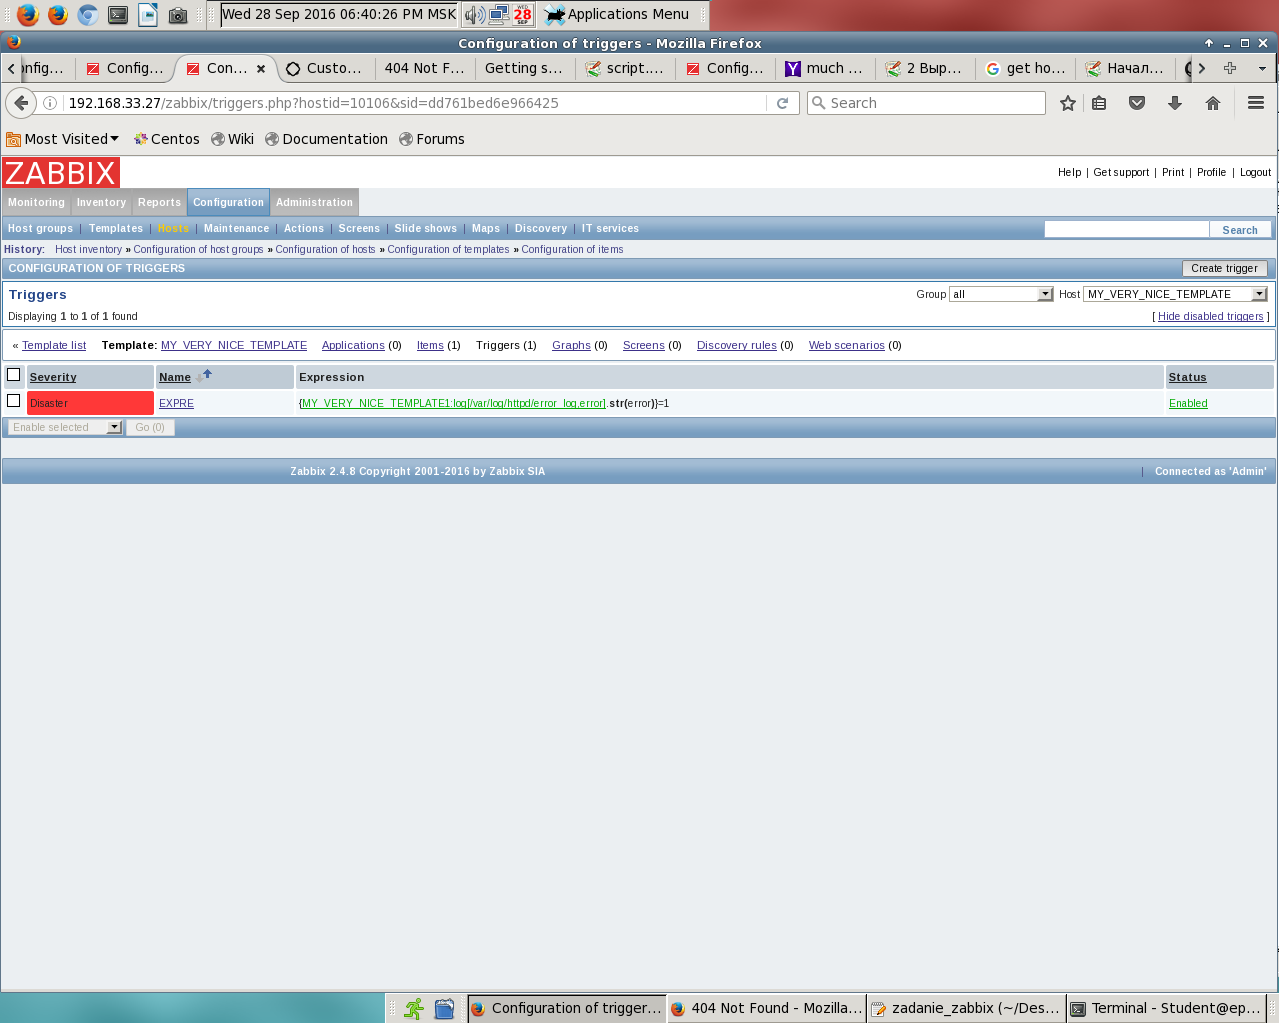 Wed 28 Sep 2016 06:40:26 PM MSK
WED 28 SEP
Applications Menu
Configuration of triggers - Mozilla Firefox
onfig...
Config...
Con...
Custo...
404 Not F...
Getting s...
script....
Config...
much ...
2 Выр...
get ho...
Начал...
192.168.33.27/zabbix/triggers.php?hostid=10106&sid=dd761bed6e966425
Search
Most Visited
Centos
Wiki
Documentation
Forums
ZABBIX
Help | Get support | Print | Profile | Logout
Monitoring Inventory Reports Configuration Administration
Host groups | Templates | Hosts | Maintenance | Actions | Screens | Slide shows | Maps | Discovery | IT services
Search
History: Host inventory » Configuration of host groups » Configuration of hosts » Configuration of templates » Configuration of items
CONFIGURATION OF TRIGGERS
Create trigger
Triggers
Group all Host MY_VERY_NICE_TEMPLATE
Displaying 1 to 1 of 1 found
[ Hide disabled triggers ]
« Template list Template: MY_VERY_NICE_TEMPLATE Applications (0) Items (1) Triggers (1) Graphs (0) Screens (0) Discovery rules (0) Web scenarios (0)
Severity Name Expression Status
Disaster EXPRE {MY_VERY_NICE_TEMPLATE1:log[/var/log/httpd/error_log,error].str(error)}=1 Enabled
Enable selected Go (0)
Zabbix 2.4.8 Copyright 2001-2016 by Zabbix SIA
| Connected as 'Admin'
Configuration of trigger...
404 Not Found - Mozilla...
zadanie_zabbix (~/Des...
Terminal - Student@ep...